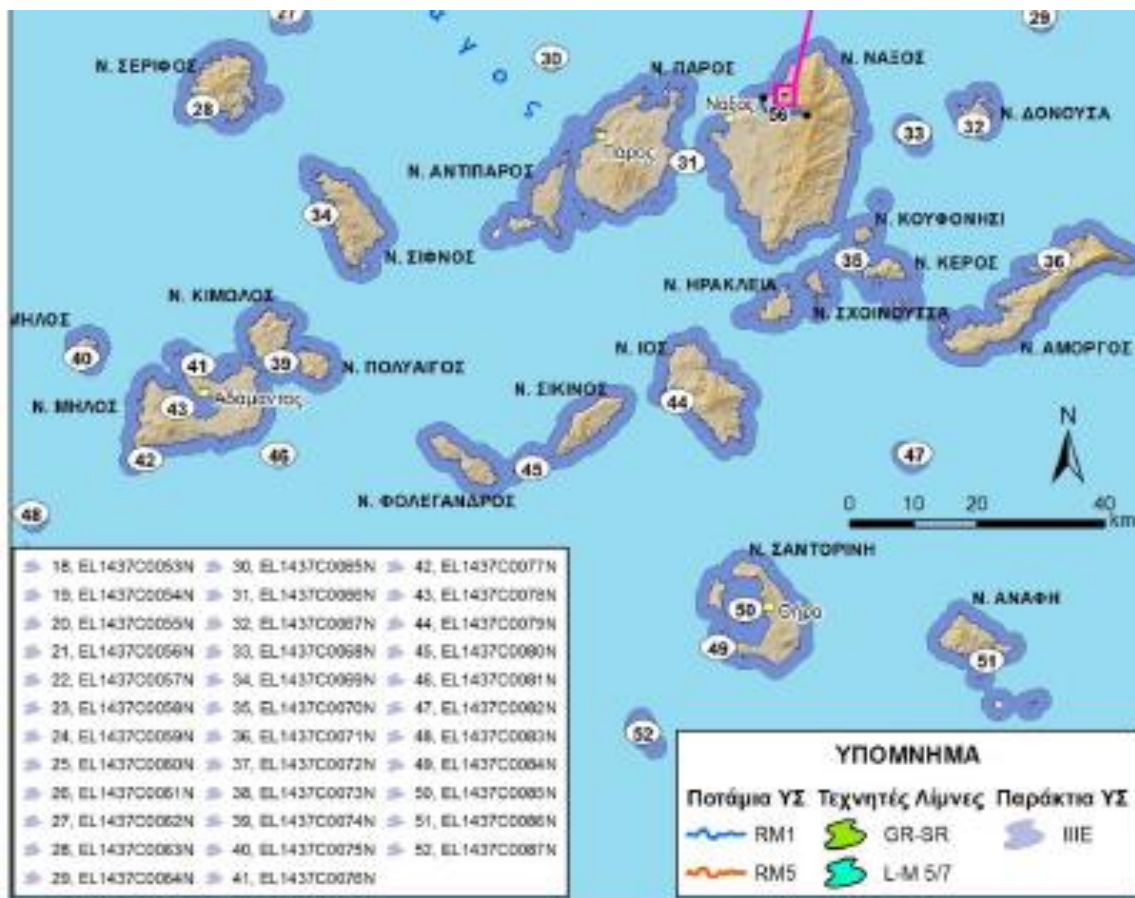 27
29
γ
ο
ς
30
Ν. ΣΕΡΙΦΟΣ
28
Ν. ΠΑΡΟΣ
Ν. ΝΑΞΟΣ
Νάξος
56
32
Ν. ΔΟΝΟΥΣΑ
33
Πάρος
31
Ν. ΑΝΤΙΠΑΡΟΣ
34
Ν. ΣΙΦΝΟΣ
Ν. ΚΟΥΦΟΝΗΣΙ
35
Ν. ΚΕΡΟΣ
36
Ν. ΗΡΑΚΛΕΙΑ
Ν. ΣΧΟΙΝΟΥΣΣΑ
Ν. ΑΜΟΡΓΟΣ
Ν. ΚΙΜΩΛΟΣ
ΜΗΛΟΣ
40
41
39
Ν. ΠΟΛΥΑΙΓΟΣ
Ν. ΙΟΣ
Ν. ΣΙΚΙΝΟΣ
Ν. ΜΗΛΟΣ
43
Αδάμαντας
44
42
46
45
47
Ν. ΦΟΛΕΓΑΝΔΡΟΣ
N
0 10 20 40
km
48
Ν. ΣΑΝΤΟΡΙΝΗ
50
Θήρα
49
Ν. ΑΝΑΦΗ
51
52
18, EL1437C0053N 30, EL1437C0065N 42, EL1437C0077N
19, EL1437C0054N 31, EL1437C0066N 43, EL1437C0078N
20, EL1437C0055N 32, EL1437C0067N 44, EL1437C0079N
21, EL1437C0056N 33, EL1437C0068N 45, EL1437C0080N
22, EL1437C0057N 34, EL1437C0069N 46, EL1437C0081N
23, EL1437C0058N 35, EL1437C0070N 47, EL1437C0082N
24, EL1437C0059N 36, EL1437C0071N 48, EL1437C0083N
25, EL1437C0060N 37, EL1437C0072N 49, EL1437C0084N
26, EL1437C0061N 38, EL1437C0073N 50, EL1437C0085N
27, EL1437C0062N 39, EL1437C0074N 51, EL1437C0086N
28, EL1437C0063N 40, EL1437C0075N 52, EL1437C0087N
29, EL1437C0064N 41, EL1437C0076N
ΥΠΟΜΝΗΜΑ
Ποτάμια ΥΣ Τεχνητές Λίμνες Παράκτια ΥΣ
RM1 GR-SR IIIE
RM5 L-M 5/7